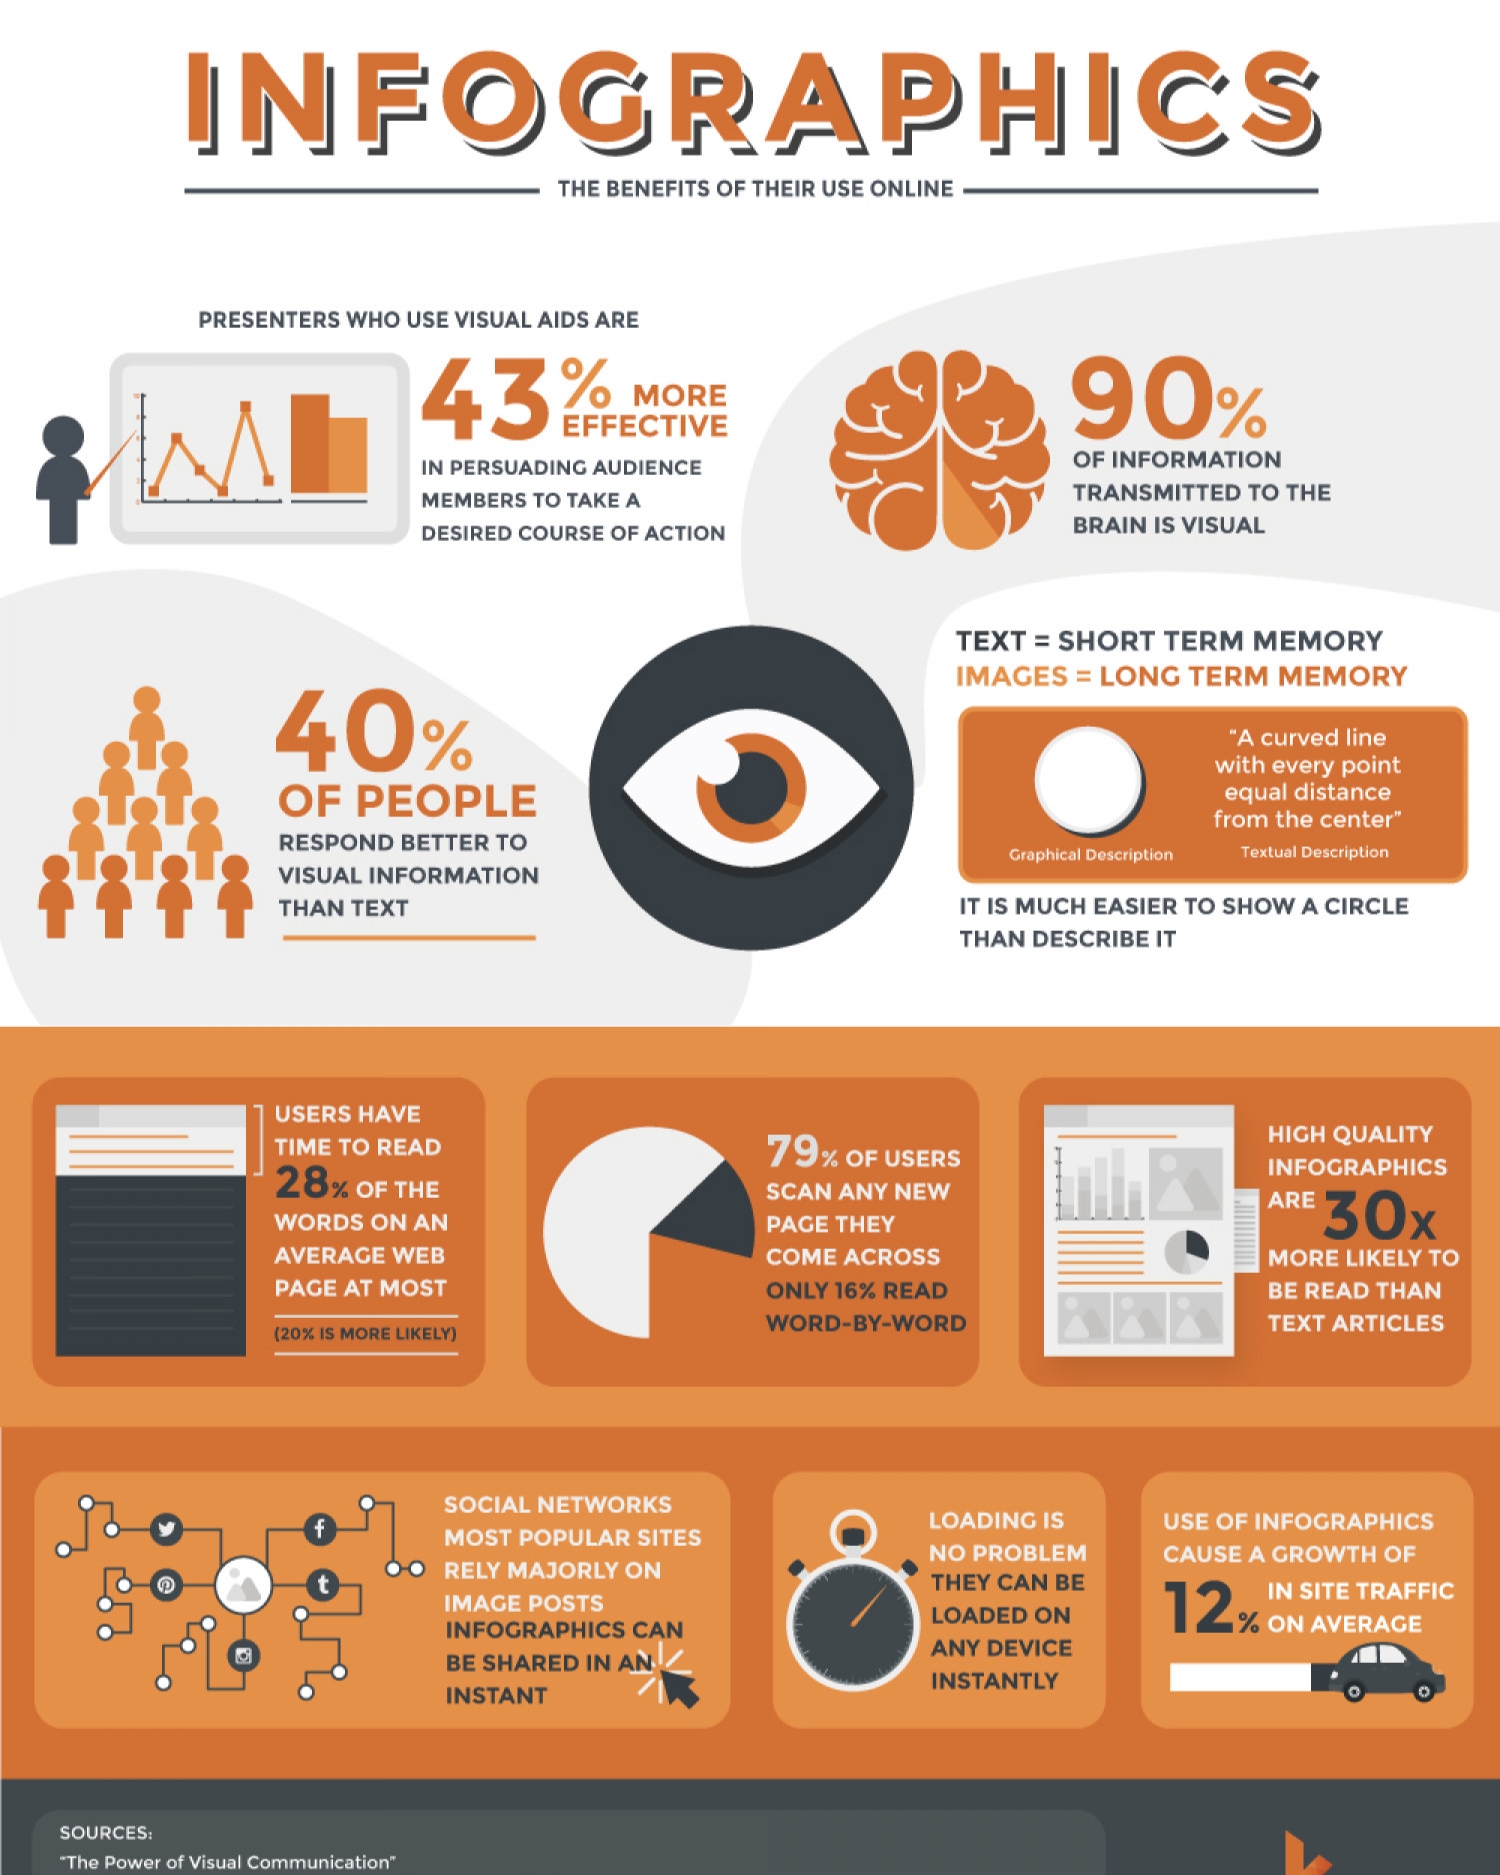 INFOGRAPHICS
THE BENEFITS OF THEIR USE ONLINE
PRESENTERS WHO USE VISUAL AIDS ARE
43% MORE
EFFECTIVE
IN PERSUADING AUDIENCE
MEMBERS TO TAKE A
DESIRED COURSE OF ACTION
90%
OF INFORMATION
TRANSMITTED TO THE
BRAIN IS VISUAL
40%
OF PEOPLE
RESPOND BETTER TO
VISUAL INFORMATION
THAN TEXT
TEXT = SHORT TERM MEMORY
IMAGES = LONG TERM MEMORY
"A curved line
with every point
equal distance
from the center"
Graphical Description
Textual Description
IT IS MUCH EASIER TO SHOW A CIRCLE
THAN DESCRIBE IT
USERS HAVE
TIME TO READ
28% OF THE
WORDS ON AN
AVERAGE WEB
PAGE AT MOST
(20% IS MORE LIKELY)
79% OF USERS
SCAN ANY NEW
PAGE THEY
COME ACROSS
ONLY 16% READ
WORD-BY-WORD
HIGH QUALITY
INFOGRAPHICS
ARE 30X
MORE LIKELY TO
BE READ THAN
TEXT ARTICLES
SOCIAL NETWORKS
MOST POPULAR SITES
RELY MAJORLY ON
IMAGE POSTS
INFOGRAPHICS CAN
BE SHARED IN AN
INSTANT
LOADING IS
NO PROBLEM
THEY CAN BE
LOADED ON
ANY DEVICE
INSTANTLY
USE OF INFOGRAPHICS
CAUSE A GROWTH OF
12% IN SITE TRAFFIC
ON AVERAGE
SOURCES:
"The Power of Visual Communication"